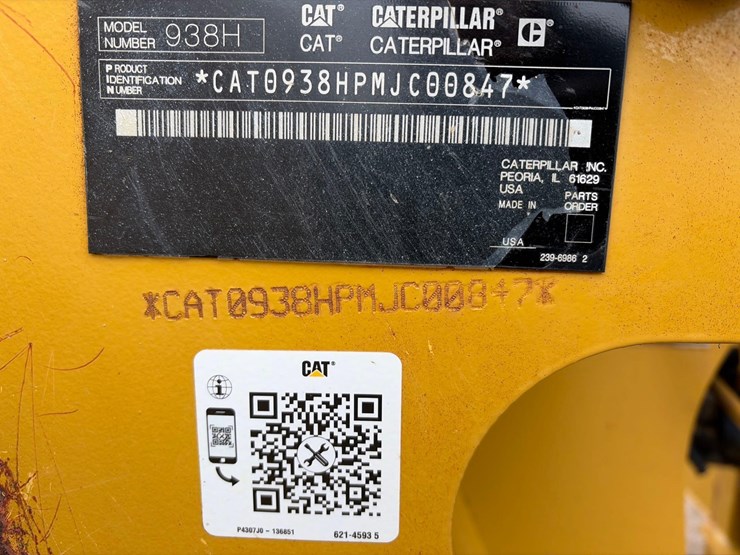 MODEL NUMBER 938H
CAT® CATERPILLAR® C
CAT® CATERPILLAR®
PRODUCT IDENTIFICATION NUMBER *CAT0938HPMJC00847*
CATERPILLAR INC.
PEORIA, IL 61629
USA
MADE IN
PARTS ORDER
USA
239-6986 2
*CAT0938HPMJC00847*
CAT®
i
P4307J0 - 136651
621-4593 5